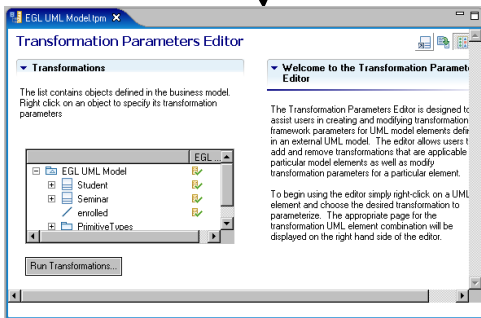 EGL UML Model.tpm
Transformation Parameters Editor
Transformations
The list contains objects defined in the business model.
Right click on an object to specify its transformation
parameters
EGL ...
EGL UML Model
Student
Seminar
enrolled
PrimitiveTypes
Run Transformations...
Welcome to the Transformation Paramet
Editor
The Transformation Parameters Editor is designed to
assist users in creating and modifying transformation
framework parameters for UML model elements defin
in an external UML model. The editor allows users t
add and remove transformations that are applicable
particular model elements as well as modify
transformation parameters for a particular element.
To begin using the editor simply right-click on a UML
element and choose the desired transformation to
parameterize. The appropriate page for the
transformation UML element combination will be
displayed on the right hand side of the editor.